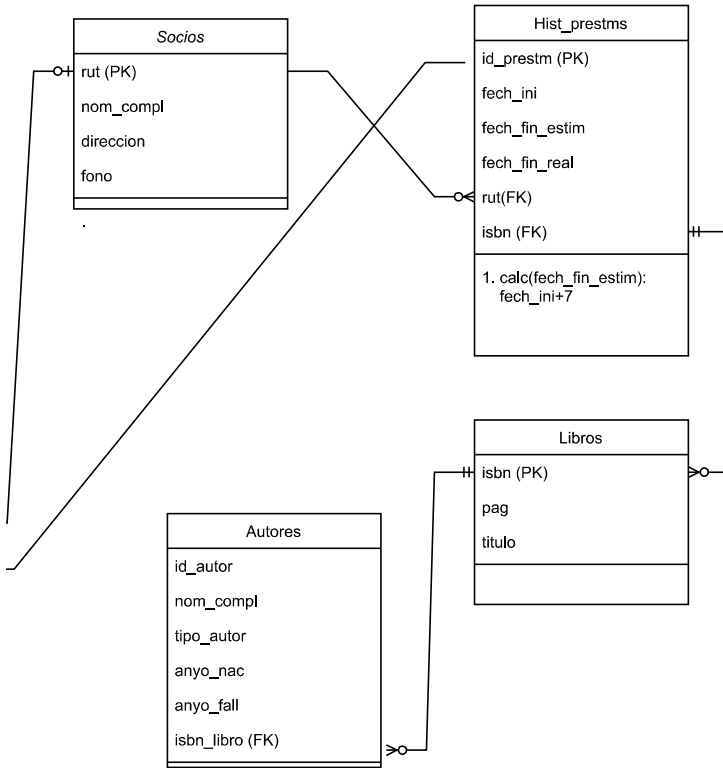 Socios
rut (PK)
nom_compl
direccion
fono
.
Hist_prestms
id_prestm (PK)
fech_ini
fech_fin_estim
fech_fin_real
rut(FK)
isbn (FK)
1. calc(fech_fin_estim):
fech_ini+7
Libros
isbn (PK)
pag
titulo
Autores
id_autor
nom_compl
tipo_autor
anyo_nac
anyo_fall
isbn_libro (FK)